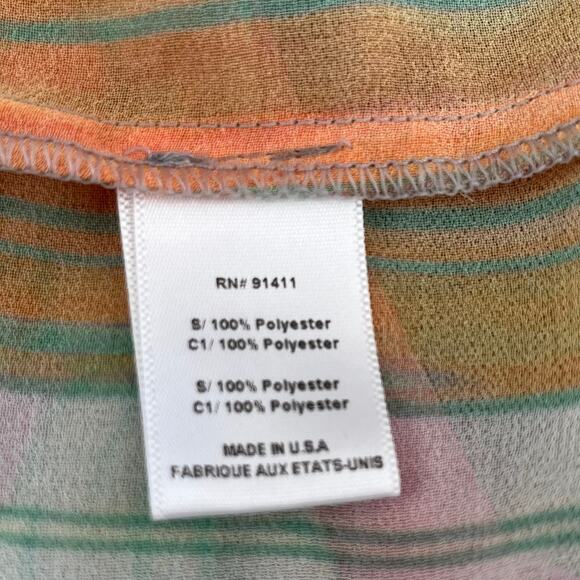 RN# 91411
S/ 100% Polyester
C1/ 100% Polyester
S/ 100% Polyester
C1/ 100% Polyester
MADE IN U.S.A
FABRIQUE AUX ETATS-UNIS